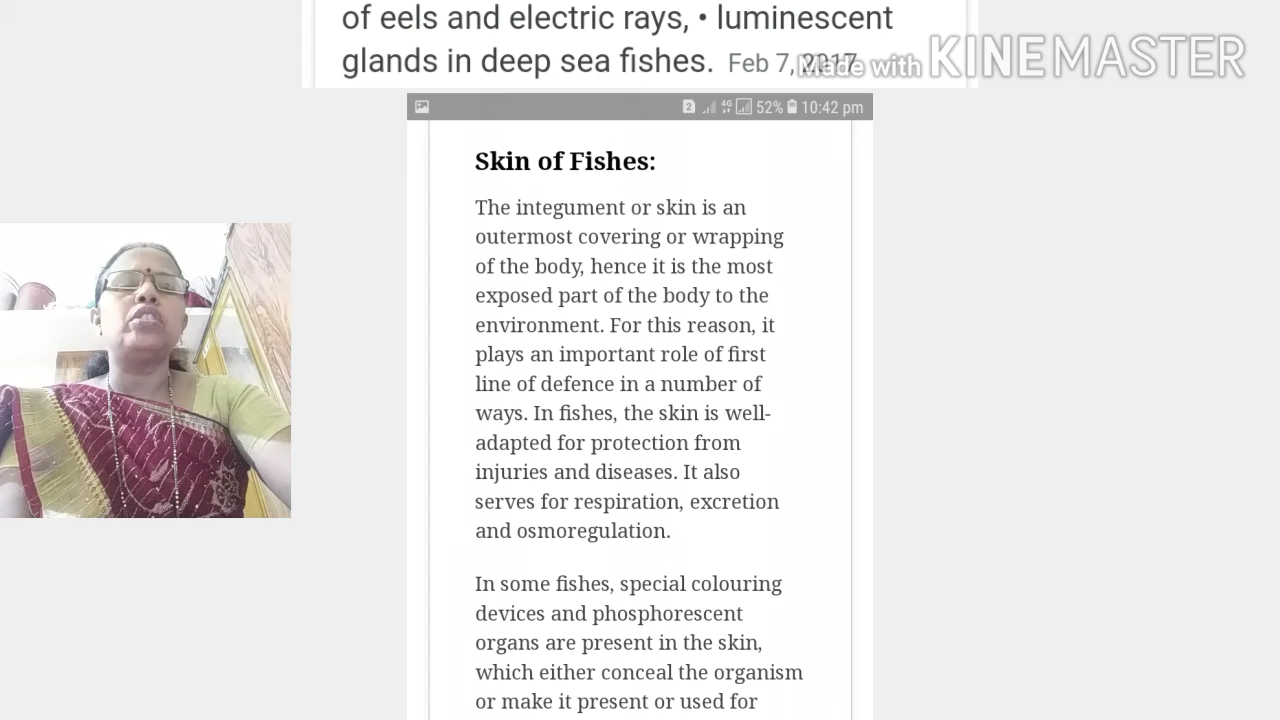 of eels and electric rays, • luminescent
glands in deep sea fishes. Feb 7, 2017
Made with KINEMASTER
2 4G 52% 10:42 pm
Skin of Fishes:
The integument or skin is an
outermost covering or wrapping
of the body, hence it is the most
exposed part of the body to the
environment. For this reason, it
plays an important role of first
line of defence in a number of
ways. In fishes, the skin is well-
adapted for protection from
injuries and diseases. It also
serves for respiration, excretion
and osmoregulation.
In some fishes, special colouring
devices and phosphorescent
organs are present in the skin,
which either conceal the organism
or make it present or used for